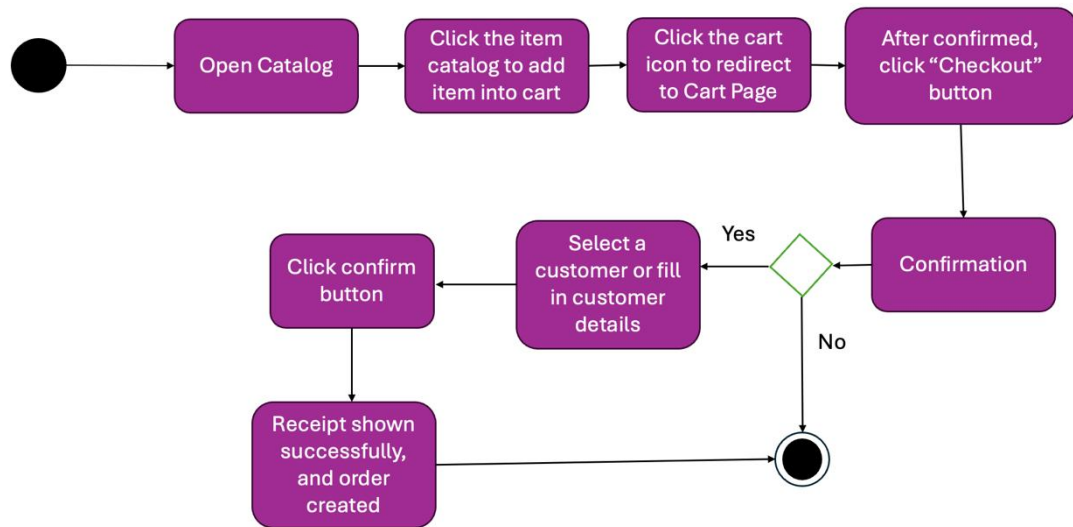 Open Catalog
Click the item
catalog to add
item into cart
Click the cart
icon to redirect
to Cart Page
After confirmed,
click “Checkout”
button
Confirmation
Yes
No
Select a
customer or fill
in customer
details
Click confirm
button
Receipt shown
successfully,
and order
created